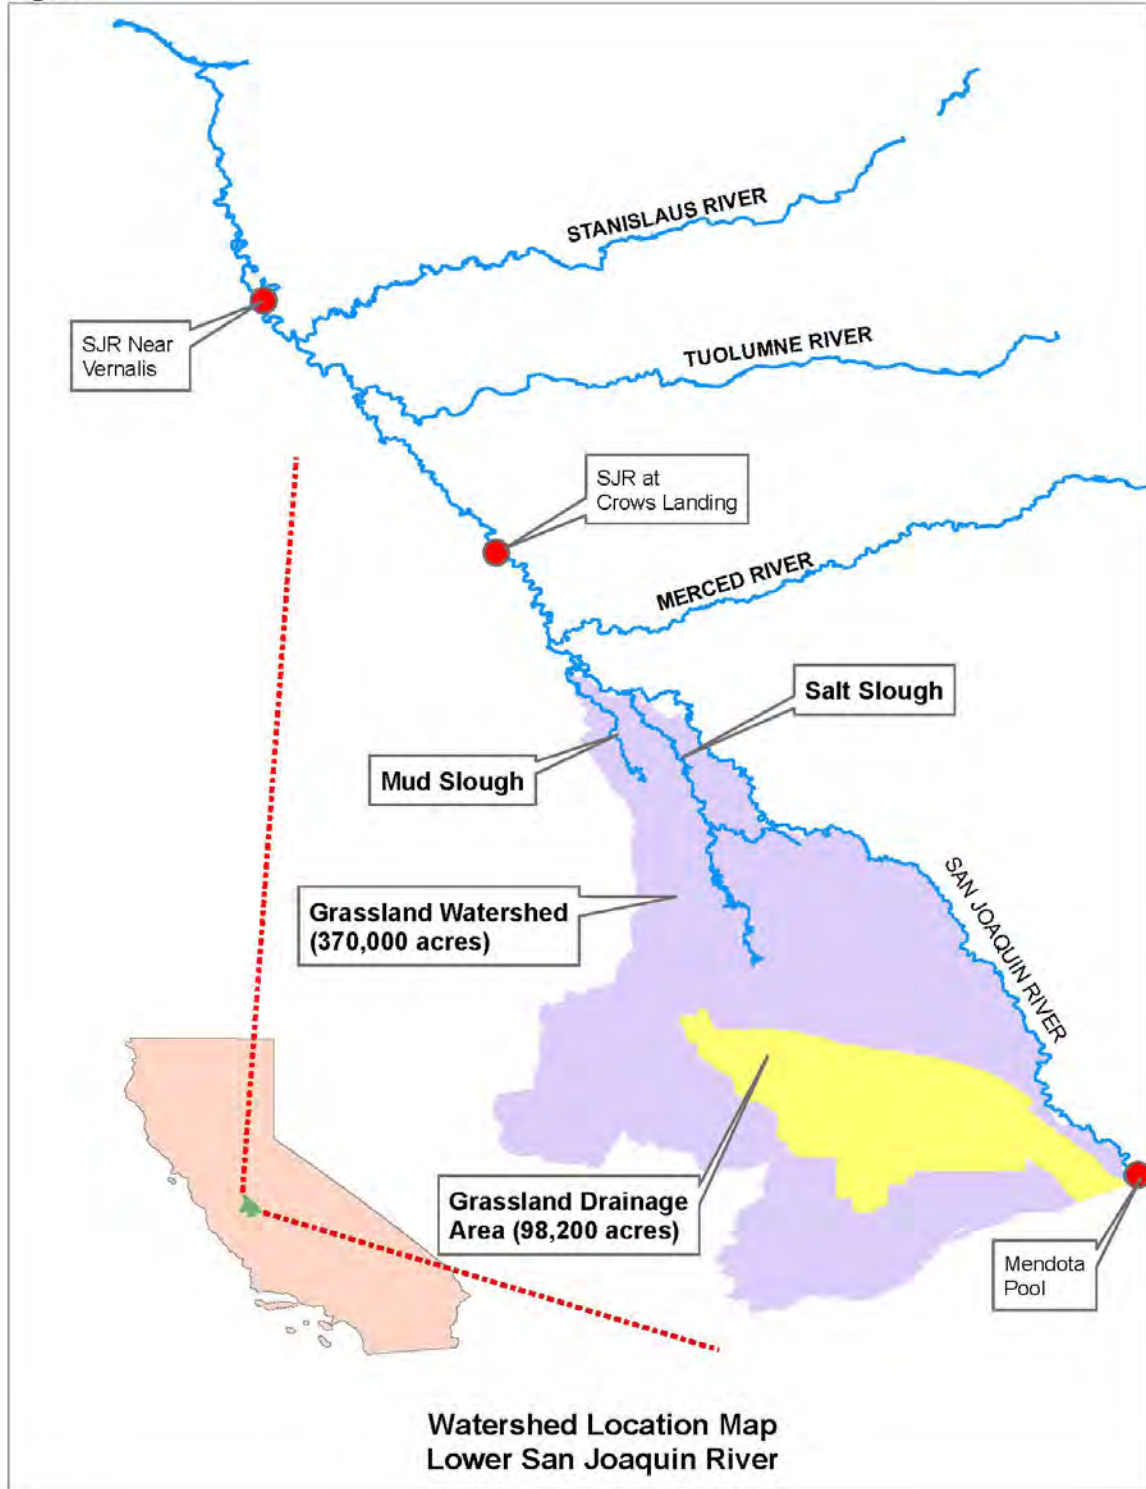 STANISLAUS RIVER
SJR Near
Vernalis
TUOLUMNE RIVER
SJR at
Crows Landing
MERCED RIVER
Salt Slough
Mud Slough
Grassland Watershed
(370,000 acres)
SAN JOAQUIN RIVER
Grassland Drainage
Area (98,200 acres)
Mendota
Pool
Watershed Location Map
Lower San Joaquin River